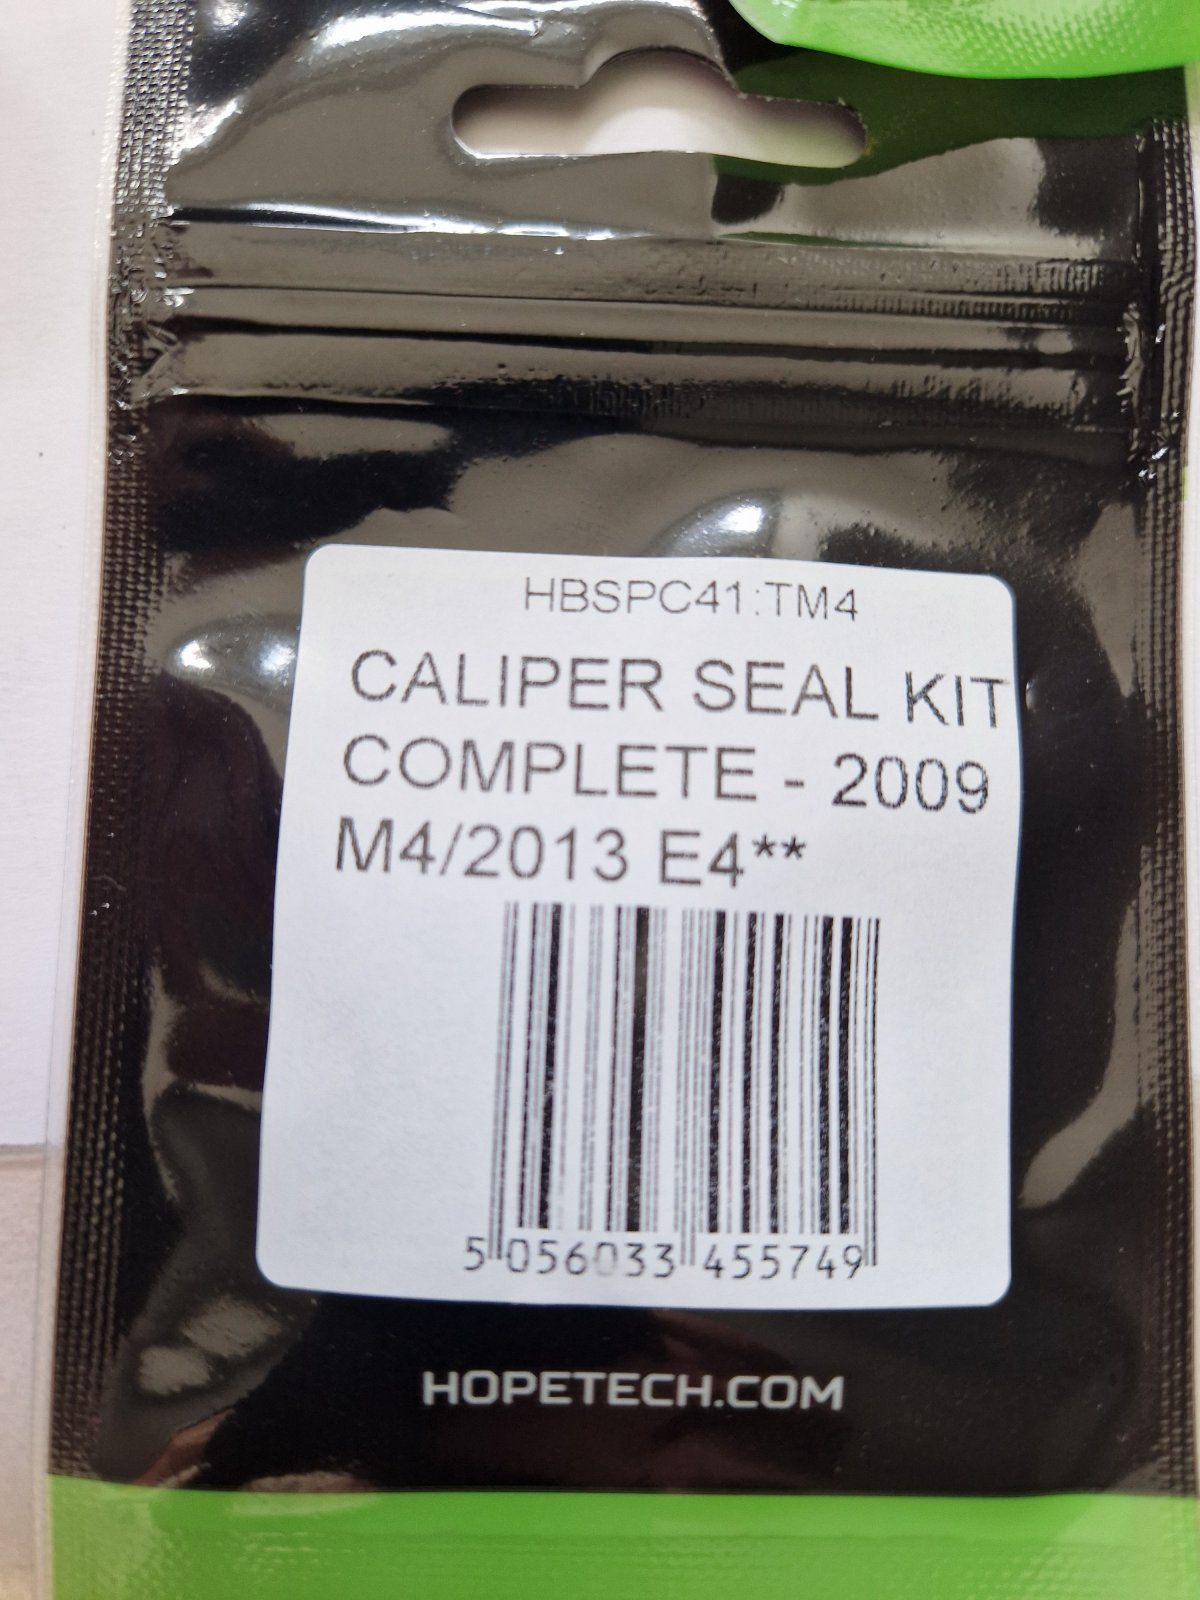 HBSPC41:TM4
CALIPER SEAL KIT
COMPLETE - 2009
M4/2013 E4**
5 056033 455749
HOPETECH.COM